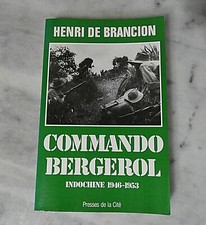 HENRI DE BRANCION
COMMANDO
BERGEROL
INDOCHINE 1946-1953
Presses de la Cité